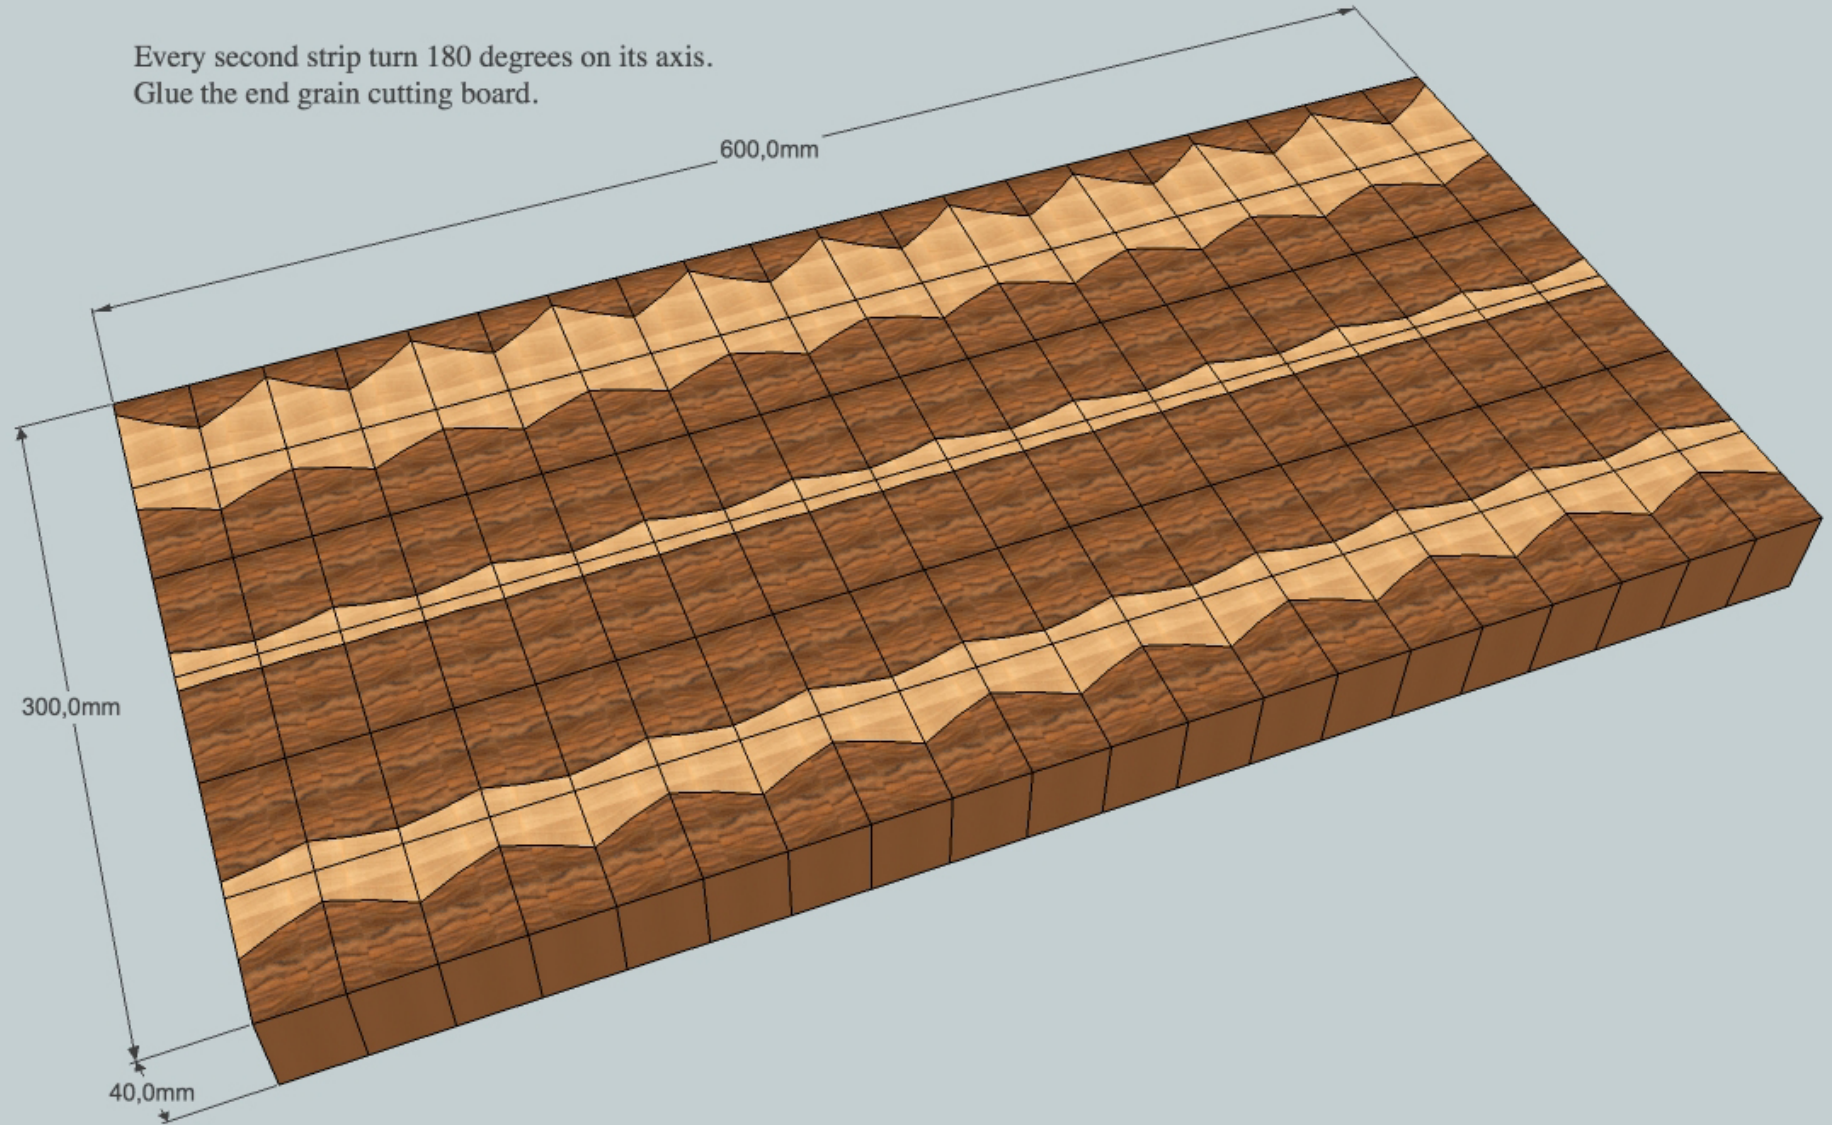 Every second strip turn 180 degrees on its axis.
Glue the end grain cutting board.
600,0mm
300,0mm
40,0mm